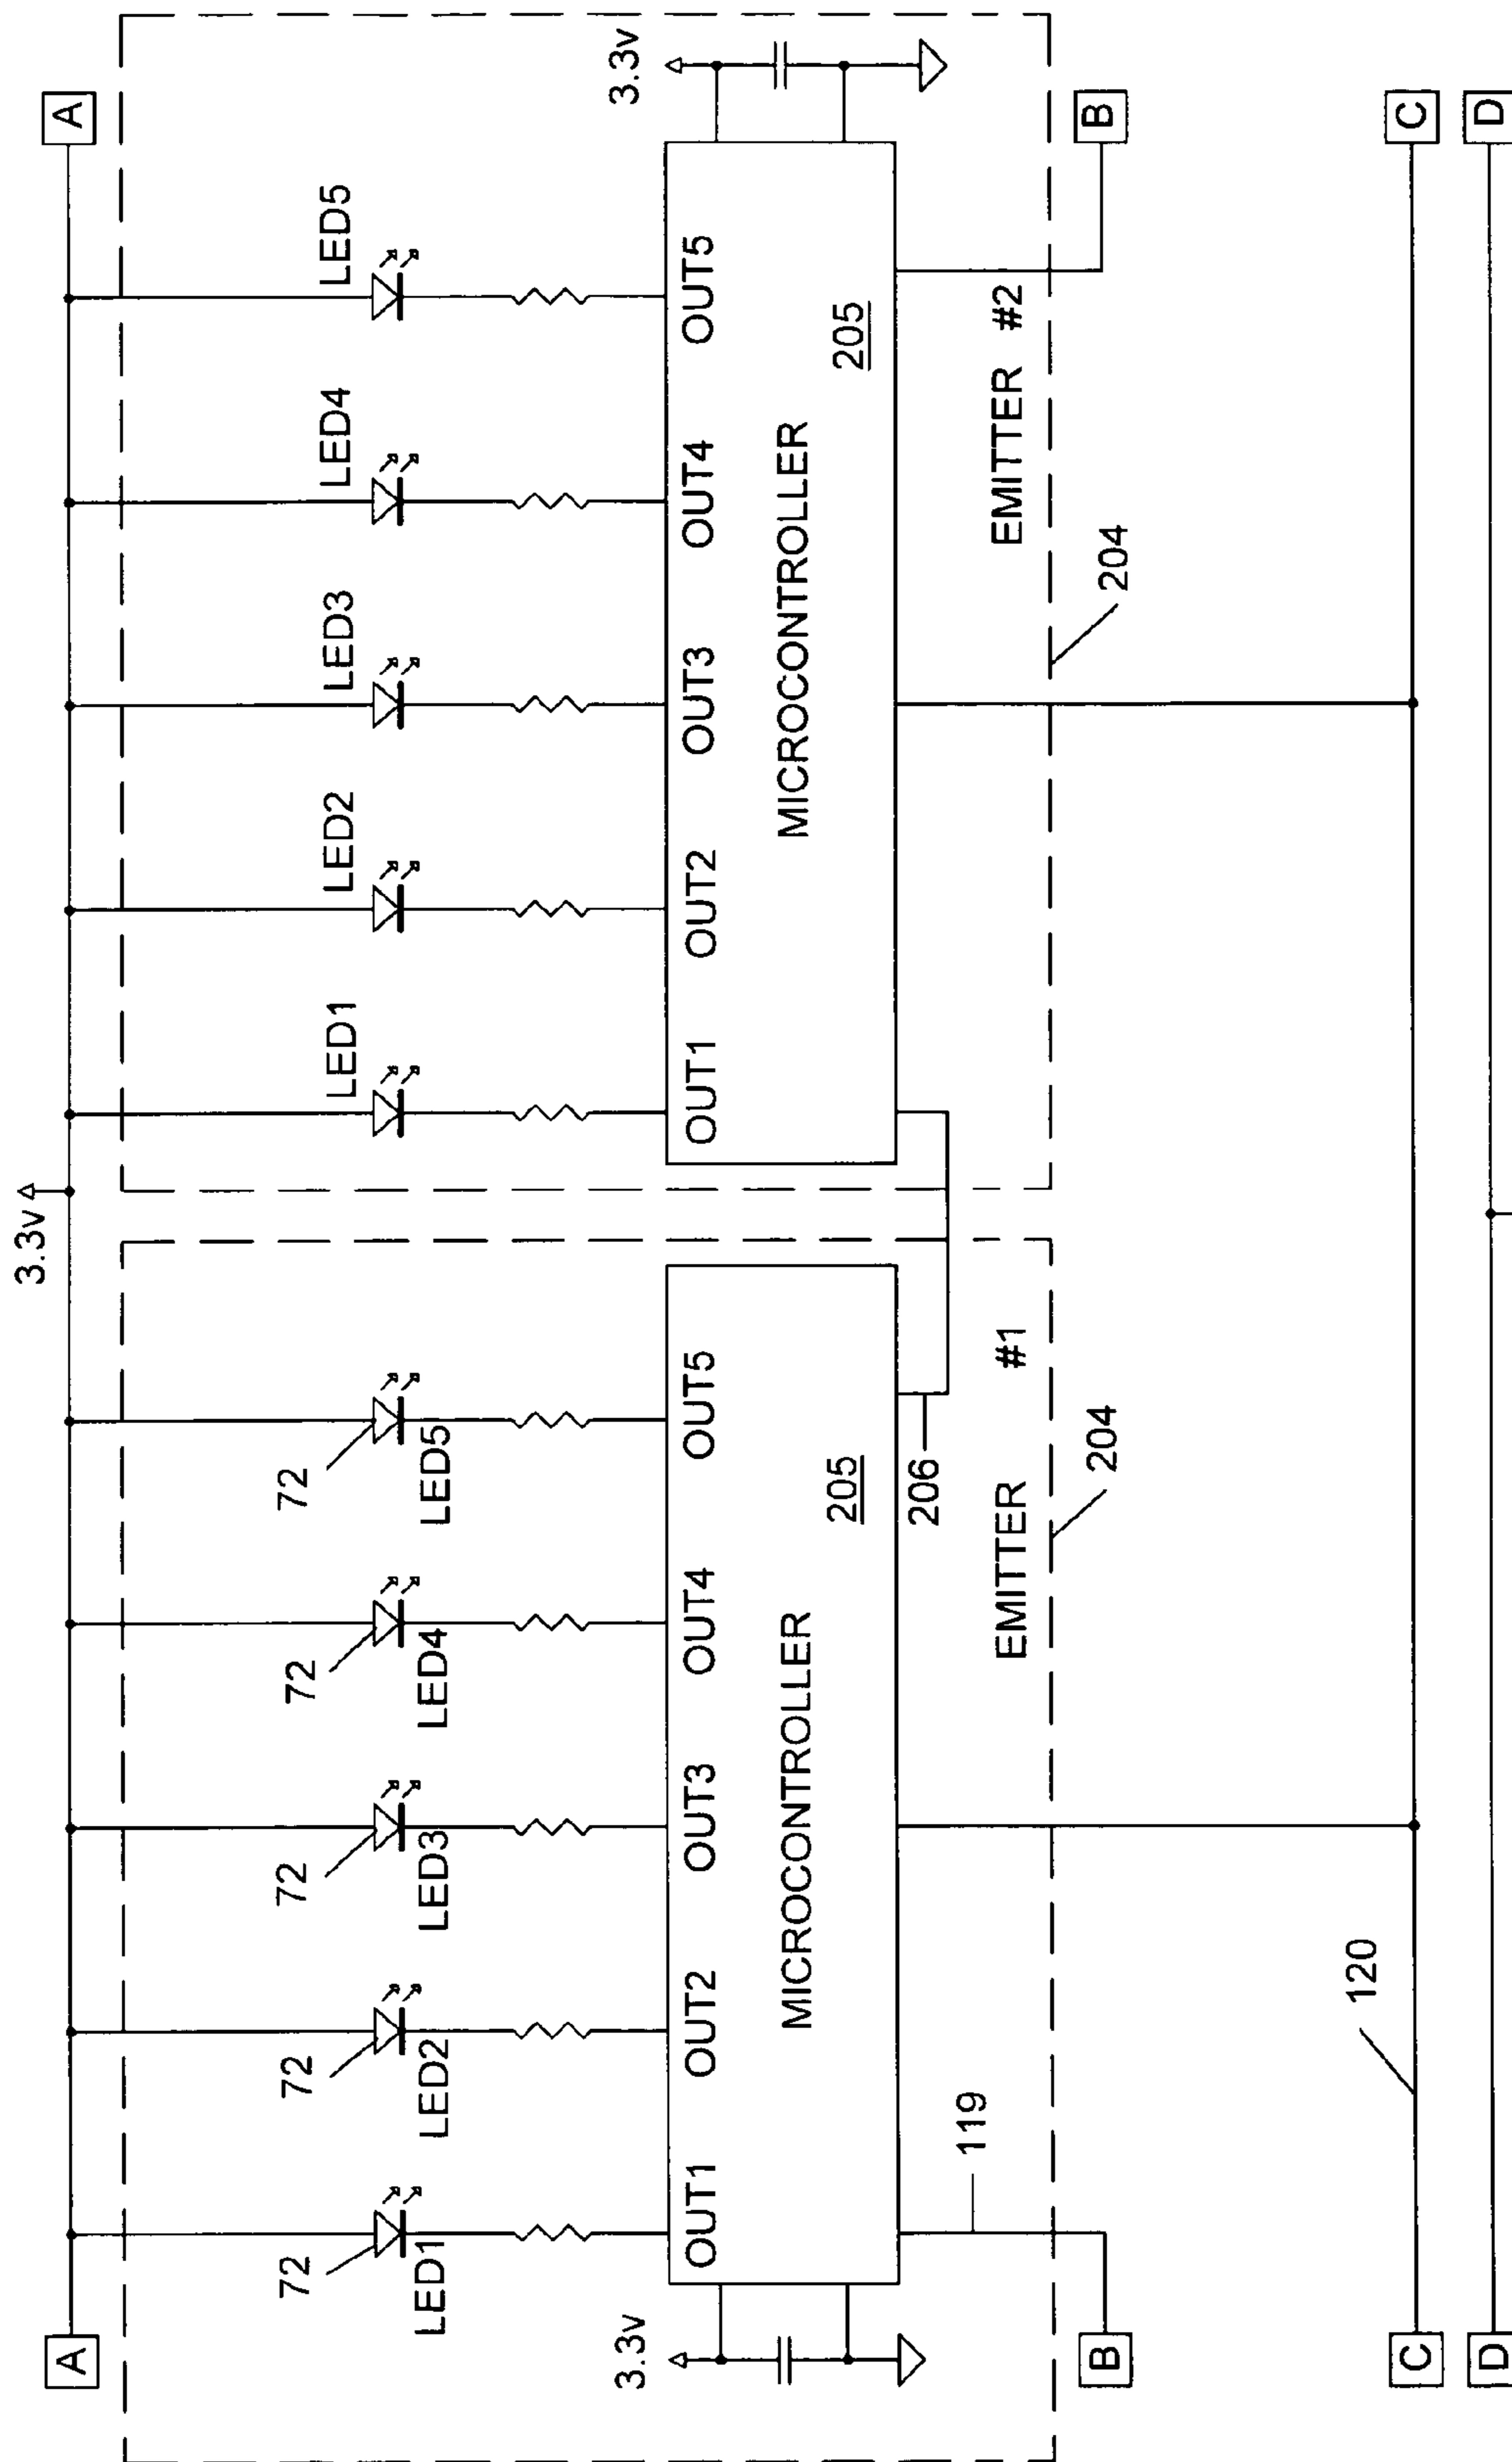 3.3v
A A
72 72 72 72 72
LED1 LED2 LED3 LED4 LED5
LED1 LED2 LED3 LED4 LED5
3.3v 3.3v
OUT1 OUT2 OUT3 OUT4 OUT5 OUT1 OUT2 OUT3 OUT4 OUT5
MICROCONTROLLER MICROCONTROLLER
205 205
206
119
EMITTER #1 EMITTER #2
204 204
B B
120
C C
D D